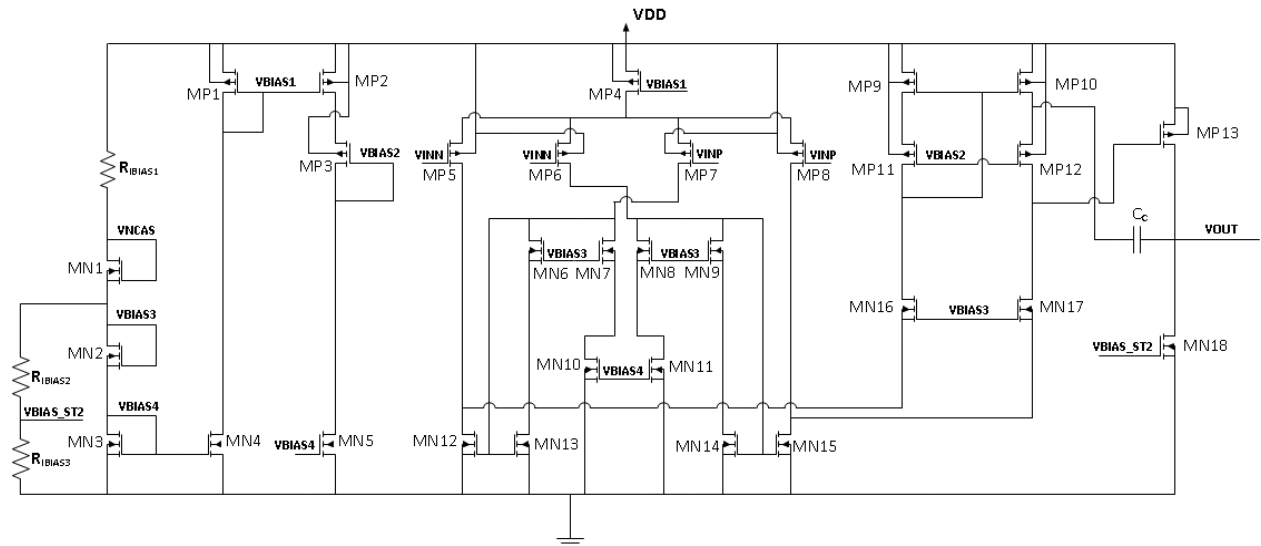 VDD
MP1
VBIAS1
MP2
MP4
VBIAS1
MP9
MP10
MP13
RIBIAS1
MP3
VBIAS2
VINN
MP5
VINN
MP6
VINP
MP7
VINP
MP8
MP11
VBIAS2
MP12
CC
VOUT
VNCAS
MN1
VBIAS3
MN6
MN7
VBIAS3
MN8
MN9
VBIAS3
MN2
MN16
VBIAS3
MN17
RIBIAS2
MN10
VBIAS4
MN11
VBIAS_ST2
MN18
VBIAS_ST2
VBIAS4
MN3
MN4
VBIAS4
MN5
MN12
MN13
MN14
MN15
RIBIAS3